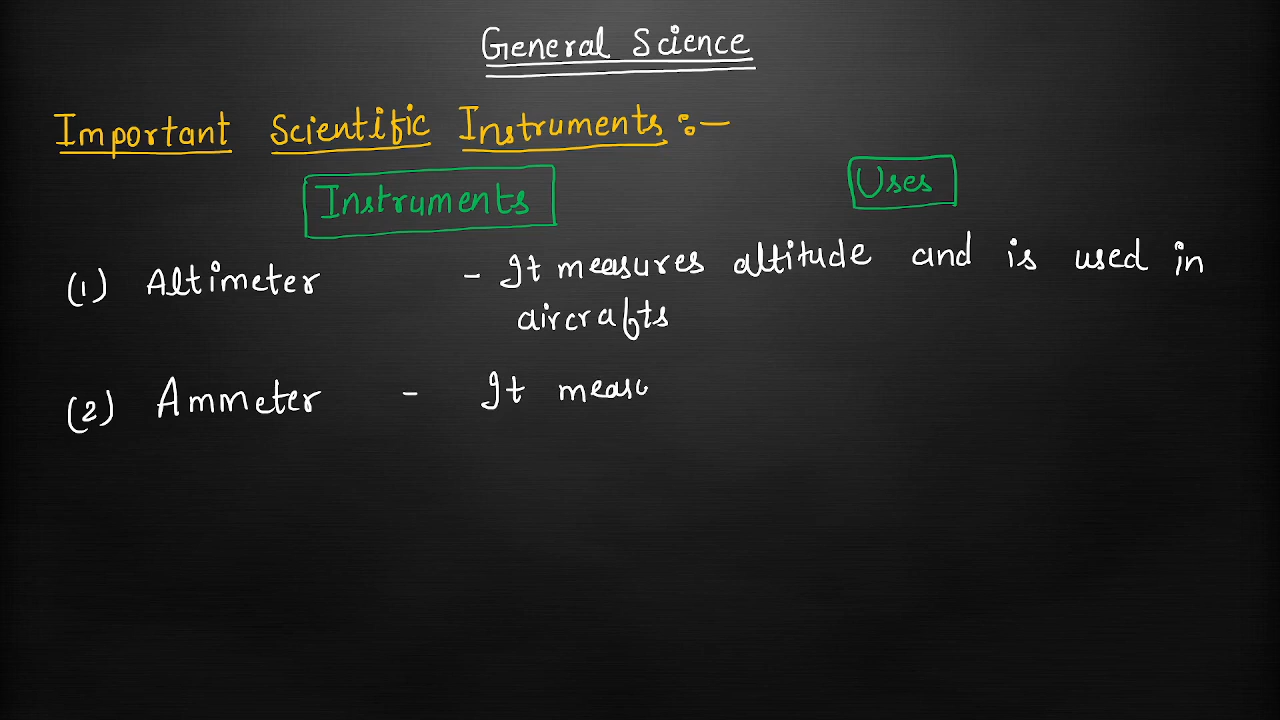 General Science
Important Scientific Instruments :-
Instruments
Uses
(1) Altimeter - It measures altitude and is used in
aircrafts
(2) Ammeter - It measu